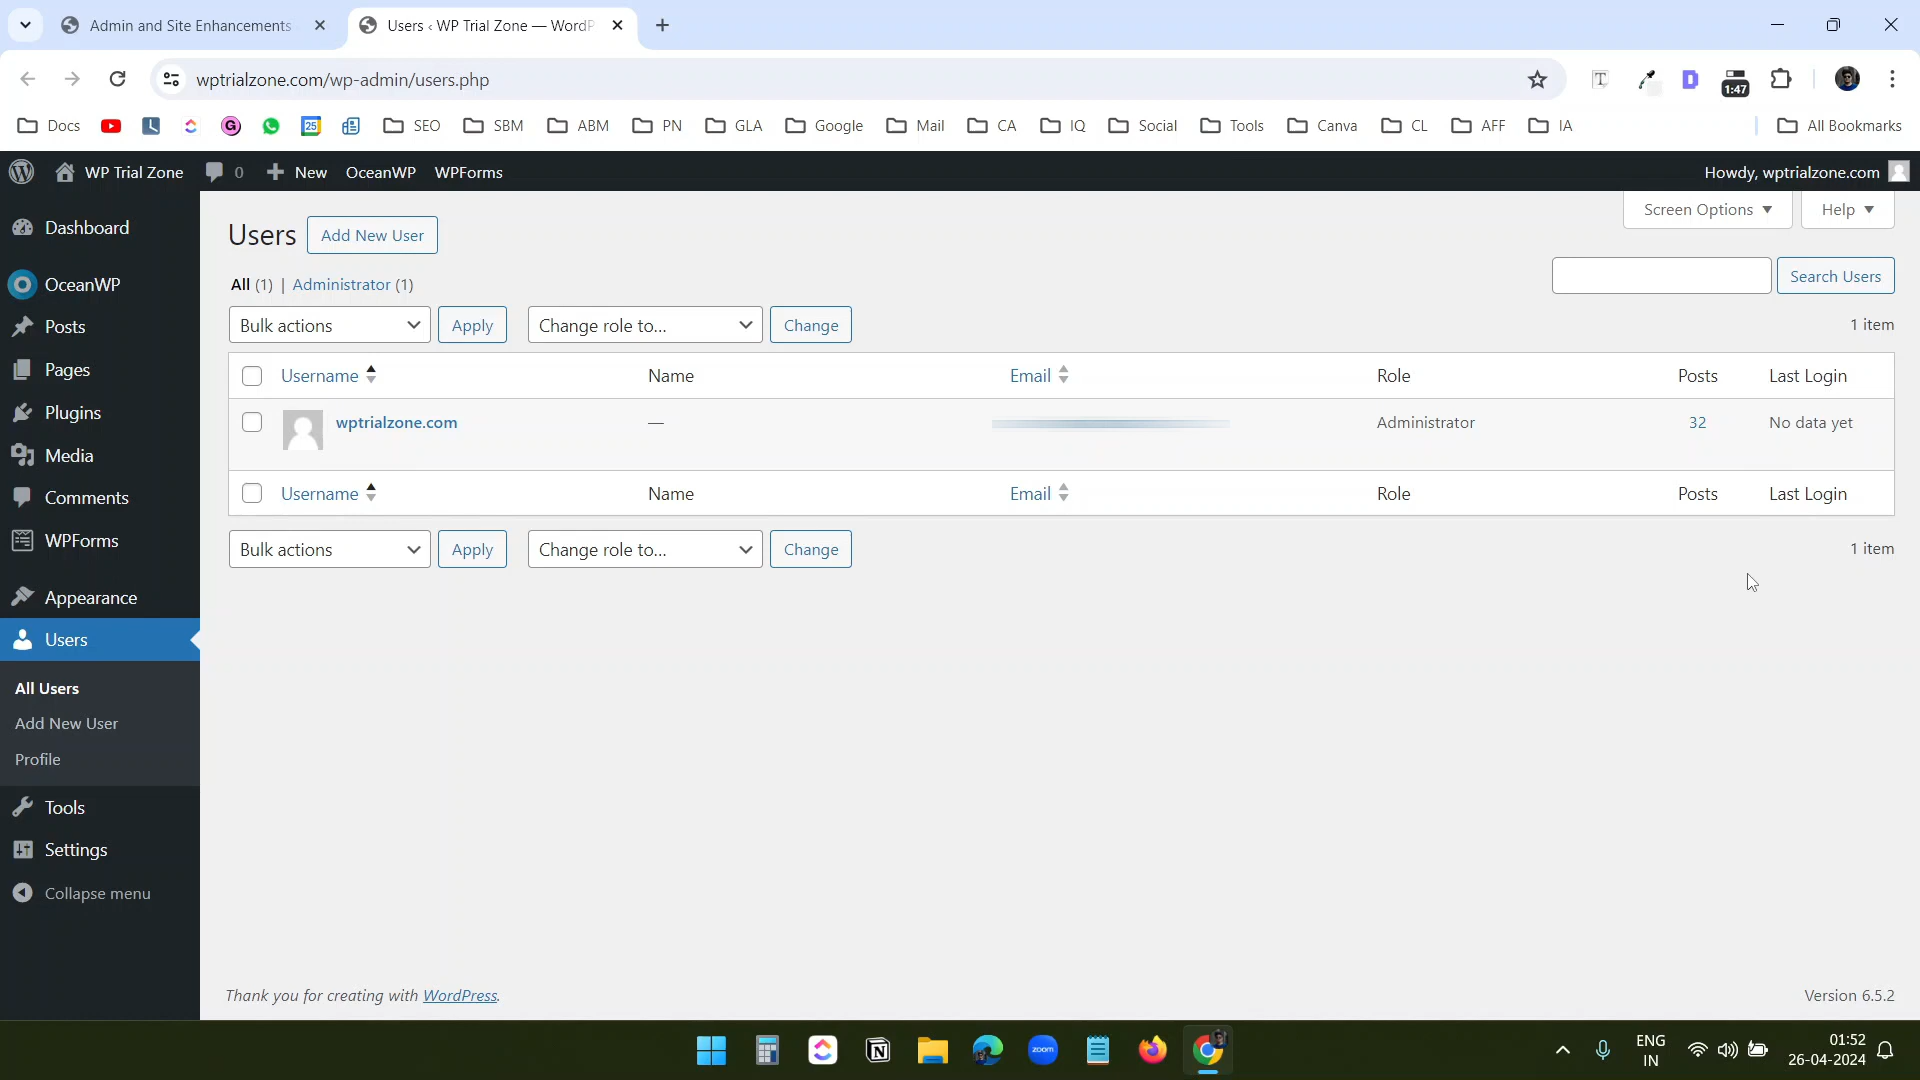 Admin and Site Enhancements
Users ‹ WP Trial Zone — WordP
wptrialzone.com/wp-admin/users.php
1:47
Docs
SEO
SBM
ABM
PN
GLA
Google
Mail
CA
IQ
Social
Tools
Canva
CL
AFF
IA
All Bookmarks
WP Trial Zone
0
New
OceanWP
WPForms
Howdy, wptrialzone.com
Dashboard
OceanWP
Posts
Pages
Plugins
Media
Comments
WPForms
Appearance
Users
All Users
Add New User
Profile
Tools
Settings
Collapse menu
Screen Options
Help
Users
Add New User
All (1) | Administrator (1)
Search Users
Bulk actions
Apply
Change role to...
Change
1 item
Username
Name
Email
Role
Posts
Last Login
wptrialzone.com
—
Administrator
32
No data yet
Username
Name
Email
Role
Posts
Last Login
Bulk actions
Apply
Change role to...
Change
1 item
Thank you for creating with WordPress.
Version 6.5.2
zoom
ENG
IN
01:52
26-04-2024